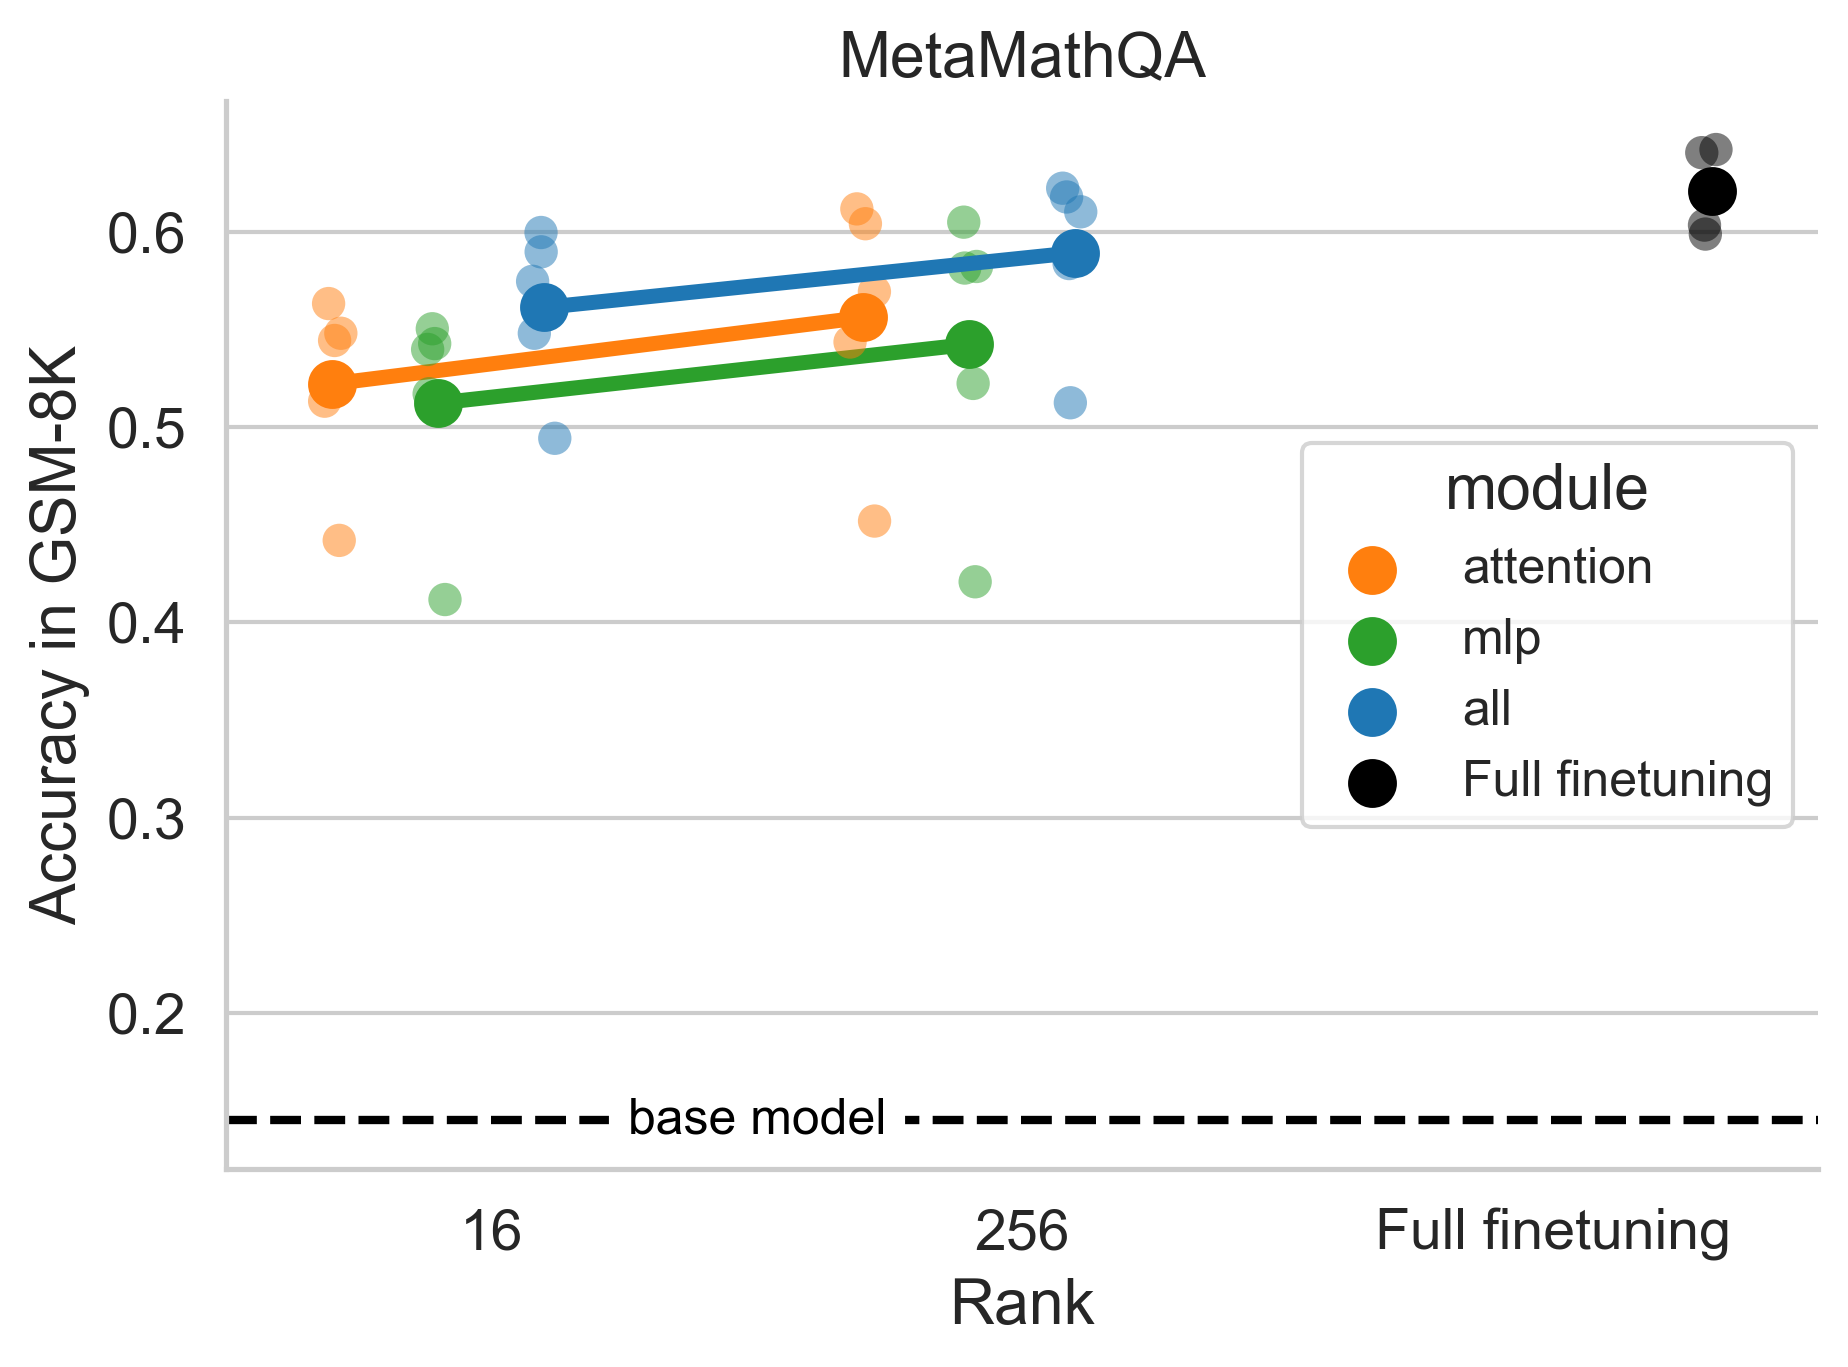 MetaMathQA
Accuracy in GSM-8K
0.6
0.5
0.4
0.3
0.2
module
attention
mlp
all
Full finetuning
base model
16
256
Full finetuning
Rank